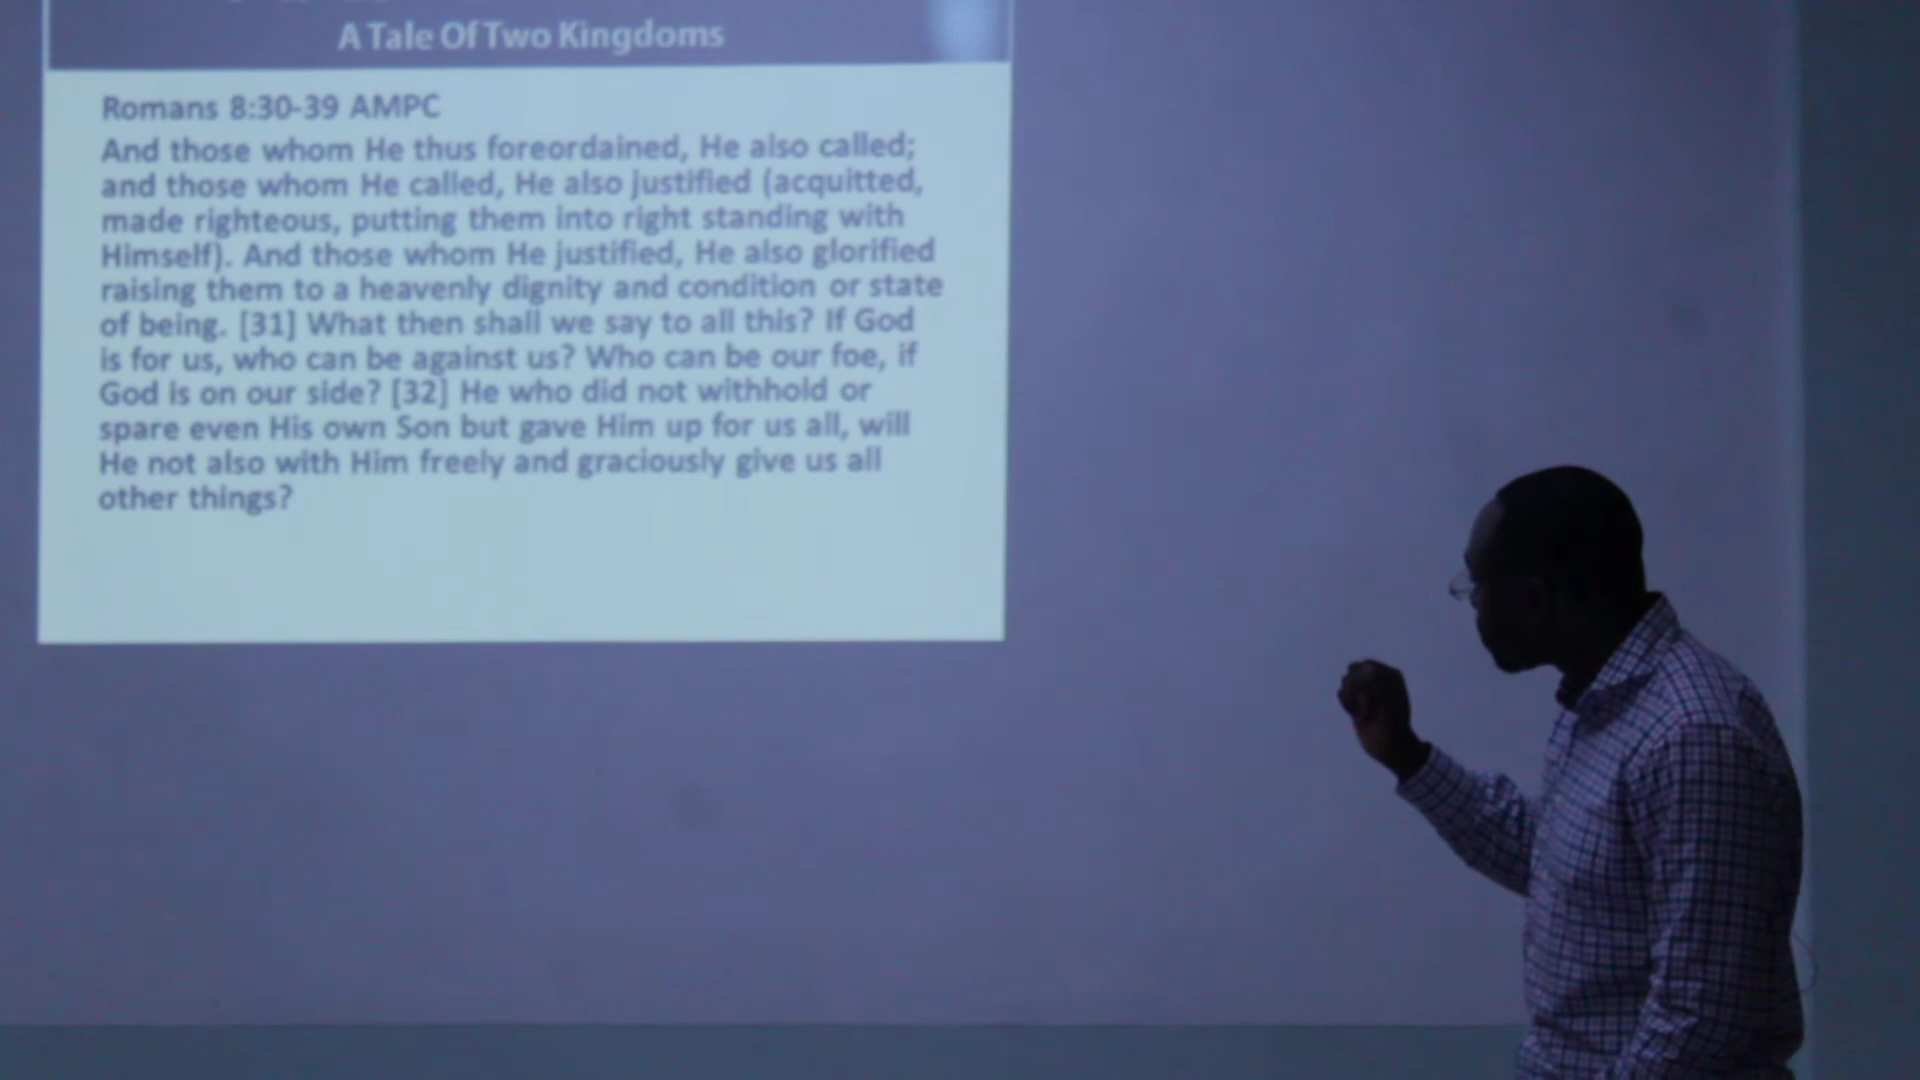 A Tale Of Two Kingdoms
Romans 8:30-39 AMPC
And those whom He thus foreordained, He also called;
and those whom He called, He also justified (acquitted,
made righteous, putting them into right standing with
Himself). And those whom He justified, He also glorified
raising them to a heavenly dignity and condition or state
of being. [31] What then shall we say to all this? If God
is for us, who can be against us? Who can be our foe, if
God is on our side? [32] He who did not withhold or
spare even His own Son but gave Him up for us all, will
He not also with Him freely and graciously give us all
other things?